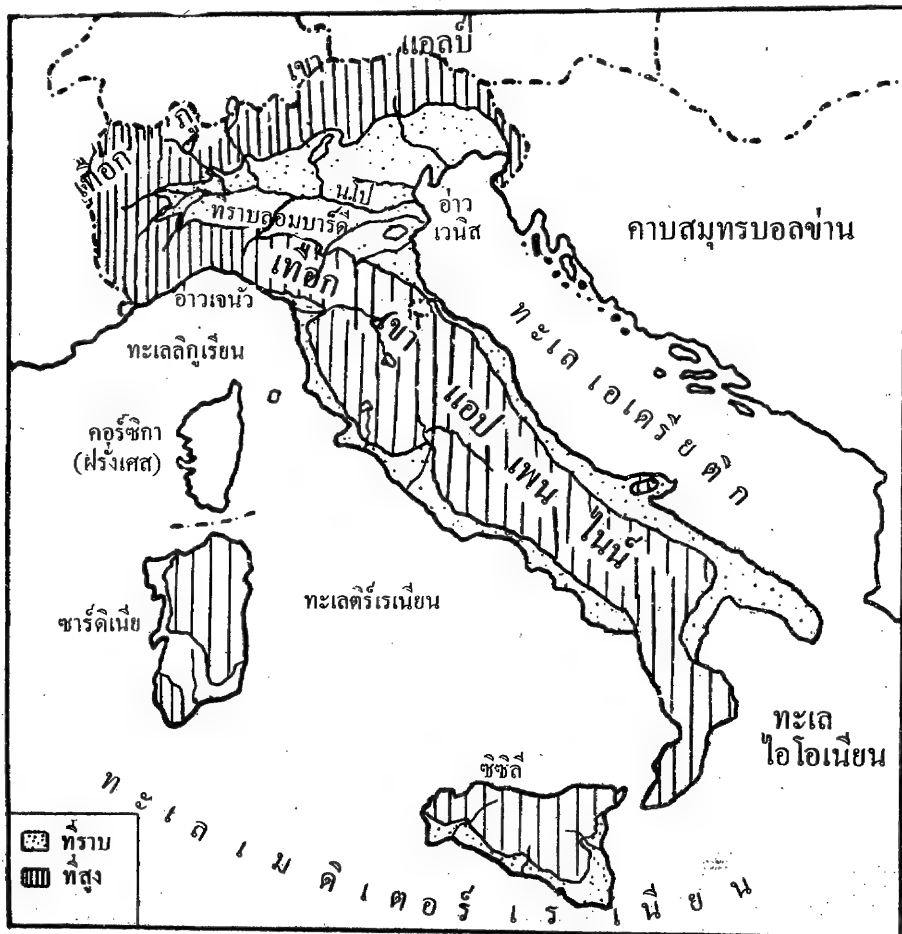 เทือก
เขา
แอลป์
น.โป
ที่ราบลอมบาร์ดี
อ่าว
เวนิส
คาบสมุทรบอลข่าน
อ่าวเจนัว
ทะเลลิกูเรียน
เทือก
เขา
แอป
เพน
ไนน์
ทะเลเอเดรียติก
คอร์ซิกา
(ฝรั่งเศส)
ซาร์ดิเนีย
ทะเลติร์เรเนียน
ทะเล
ไอโอเนียน
ซิซิลี
ทะเลเมดิเตอร์เรเนียน
ที่ราบ
ที่สูง